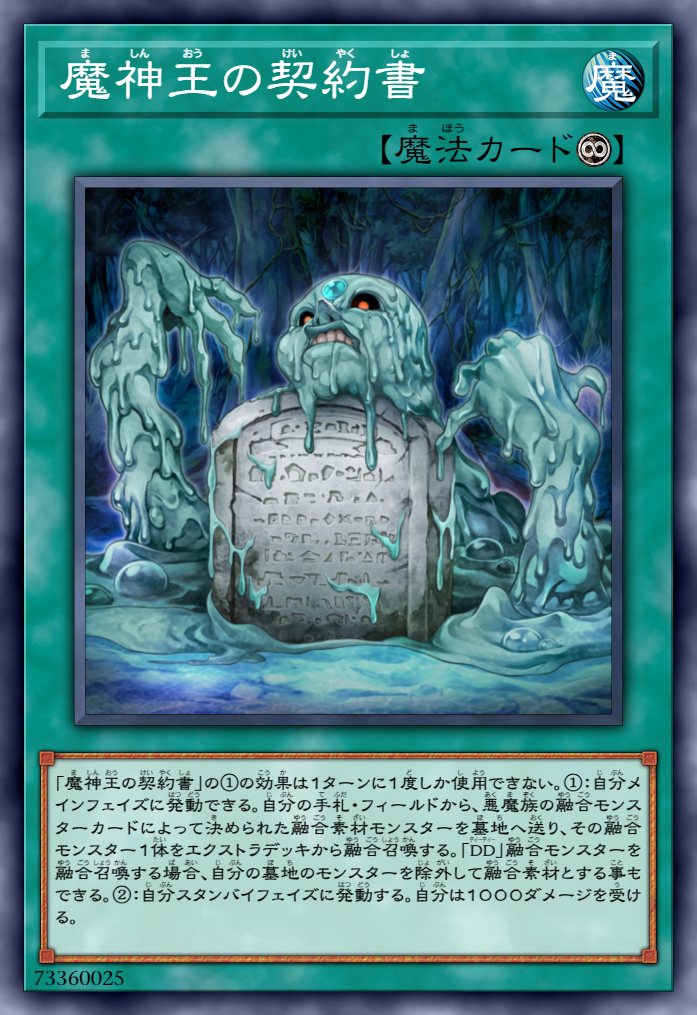 魔神王の契約書
魔
【魔法カード♾】
「魔神王の契約書」の①の効果は1ターンに1度しか使用できない。①：自分メ
インフェイズに発動できる。自分の手札・フィールドから、悪魔族の融合モンス
ターカードによって決められた融合素材モンスターを墓地へ送り、その融合
モンスター1体をエクストラデッキから融合召喚する。「DD」融合モンスターを
融合召喚する場合、自分の墓地のモンスターを除外して融合素材とする事も
できる。②：自分スタンバイフェイズに発動する。自分は1000ダメージを受け
る。
73360025